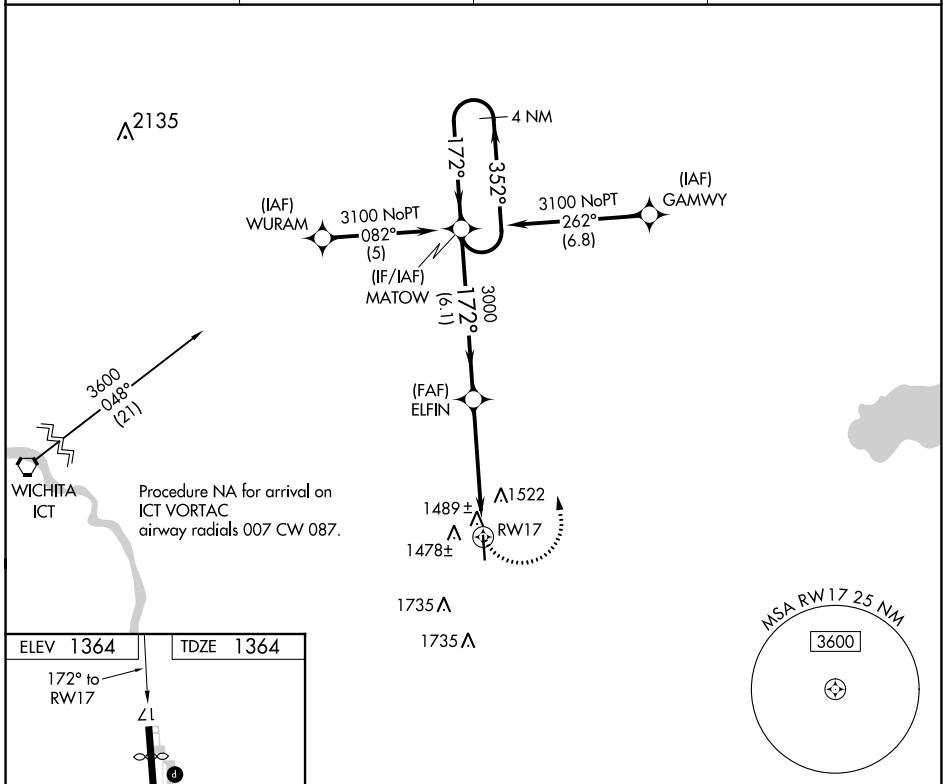 2135
4 NM
172°
352°
(IAF)
WURAM
3100 NoPT
082°
(5)
(IAF)
GAMWY
3100 NoPT
262°
(6.8)
(IF/IAF)
MATOW
3000
172°
(6.1)
(FAF)
ELFIN
3600
048°
(21)
WICHITA
ICT
Procedure NA for arrival on
ICT VORTAC
airway radials 007 CW 087.
1522
1489±
RW17
1478±
1735
1735
MSA RW17 25 NM
3600
ELEV 1364
TDZE 1364
172° to
RW17
17
P